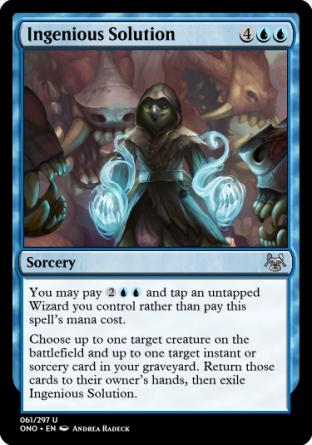 Ingenious Solution 4
Sorcery
You may pay 2 and tap an untapped
Wizard you control rather than pay this
spell's mana cost.
Choose up to one target creature on the
battlefield and up to one target instant or
sorcery card in your graveyard. Return those
cards to their owner's hands, then exile
Ingenious Solution.
061/297 U
ONO • EN Andrea Radeck